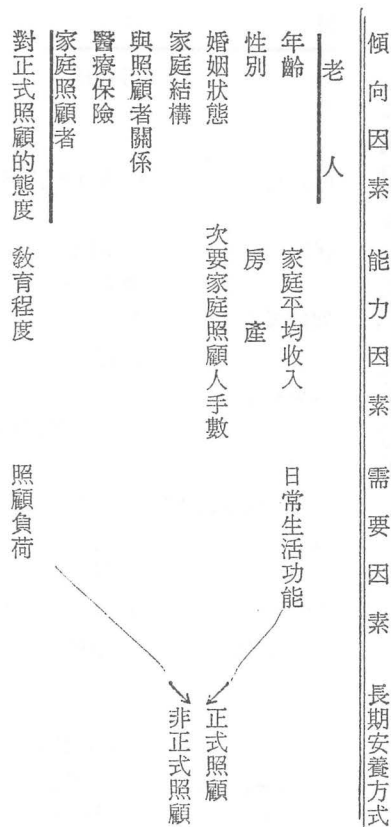 傾向因素 能力因素 需要因素 長期安養方式
老人
年齡 家庭平均收入 日常生活功能
性別 房產
婚姻狀態 次要家庭照顧人手數 正式照顧
家庭結構 非正式照顧
與照顧者關係
醫療保險
家庭照顧者
對正式照顧的態度 敎育程度 照顧負荷